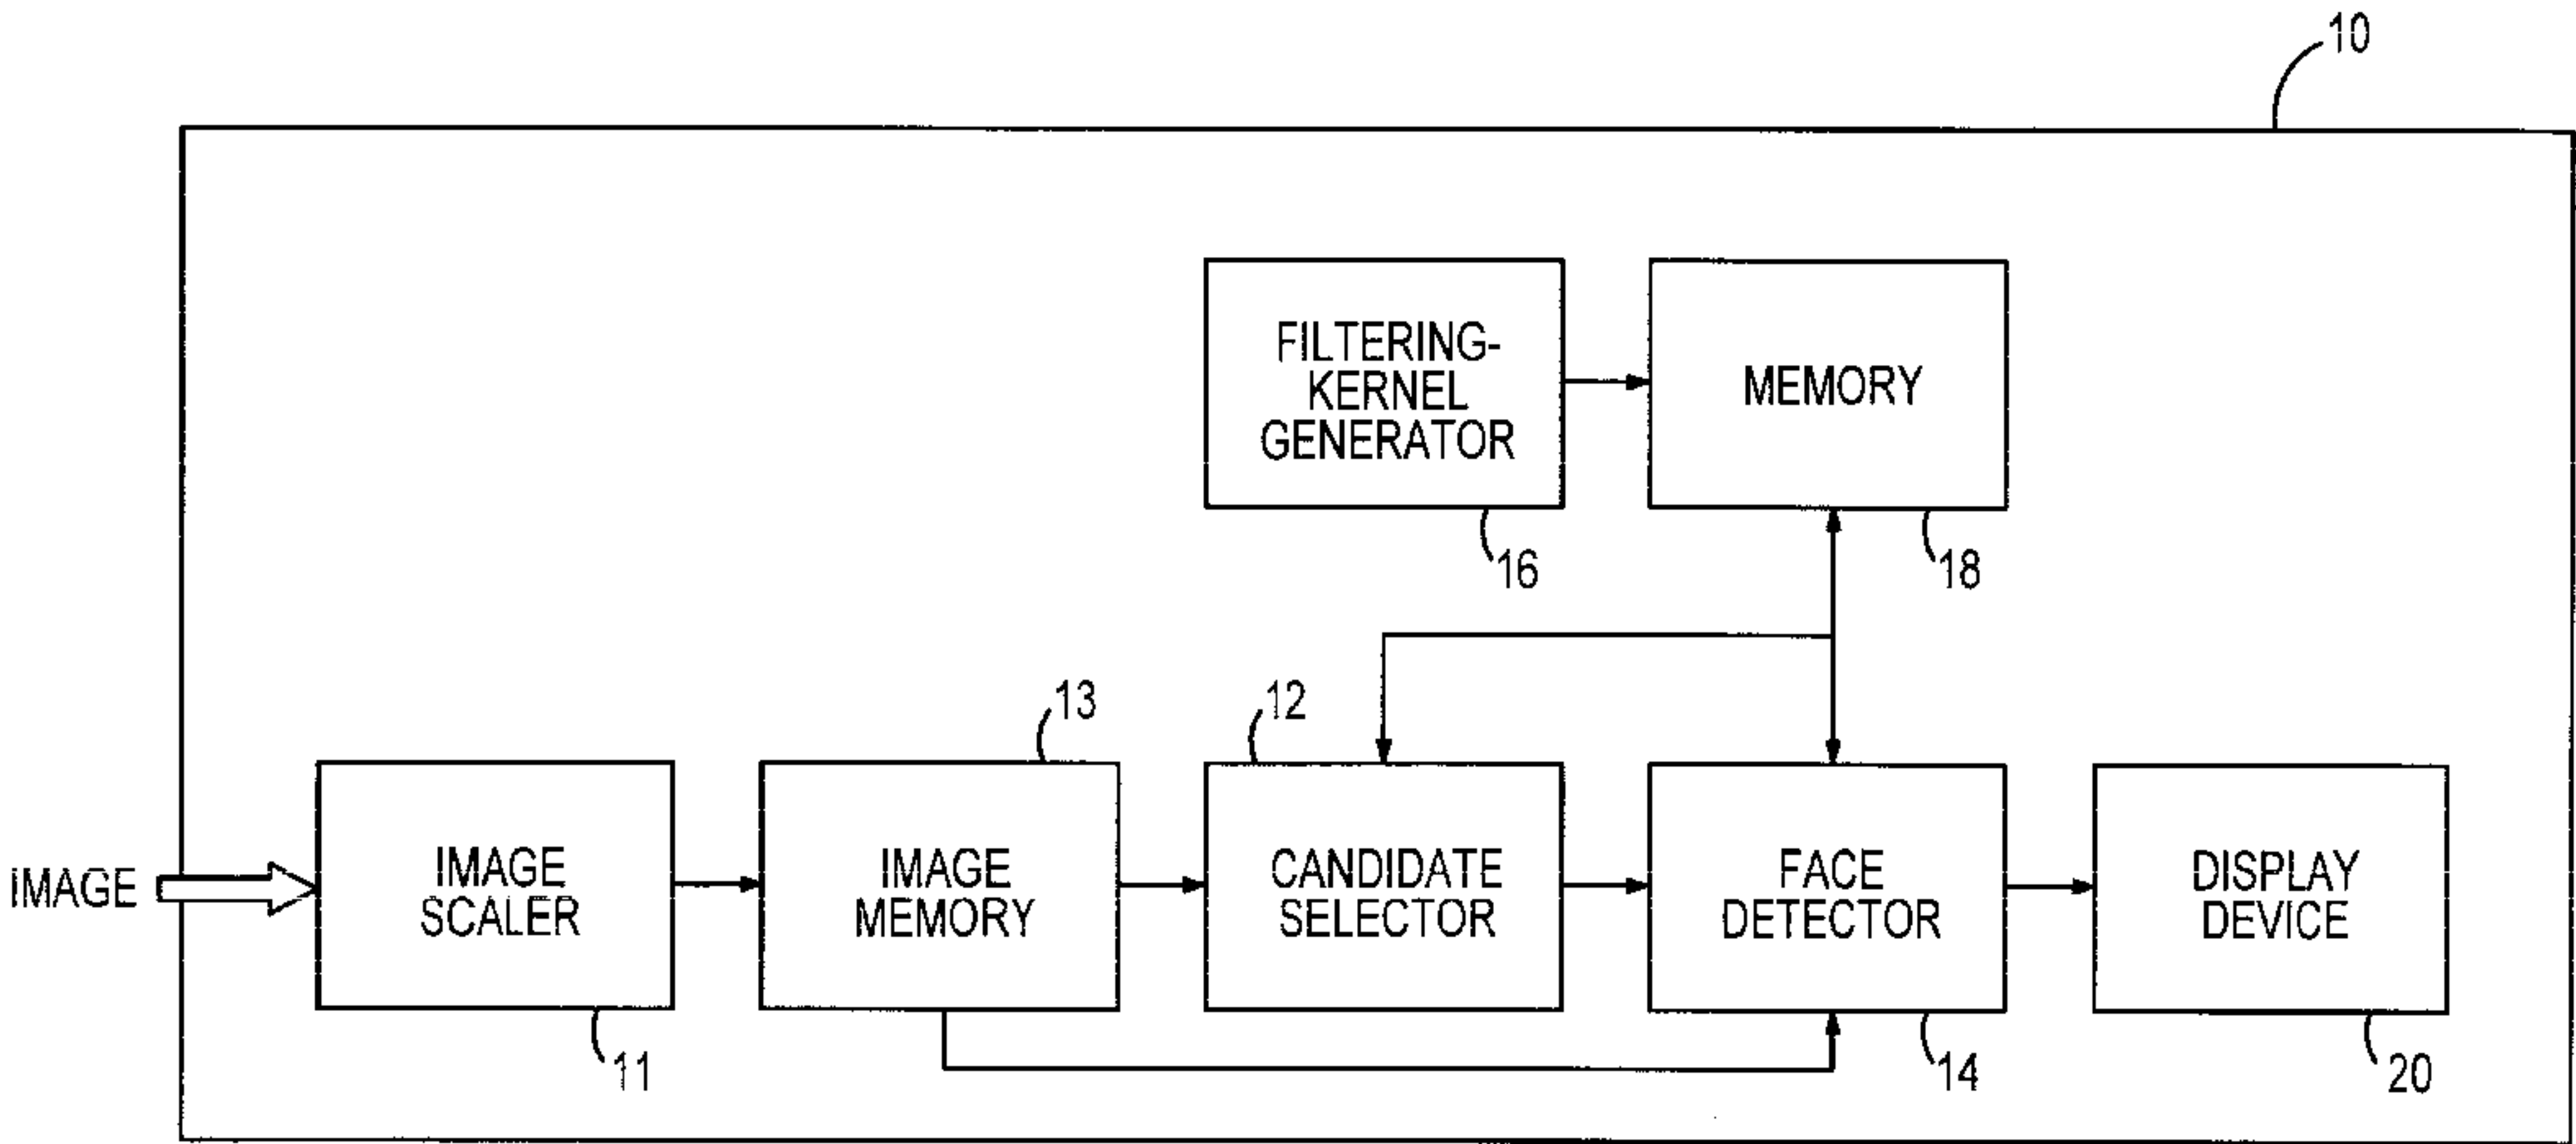 10
FILTERING-
KERNEL
GENERATOR
MEMORY
16
18
13
12
IMAGE
IMAGE
SCALER
IMAGE
MEMORY
CANDIDATE
SELECTOR
FACE
DETECTOR
DISPLAY
DEVICE
11
14
20